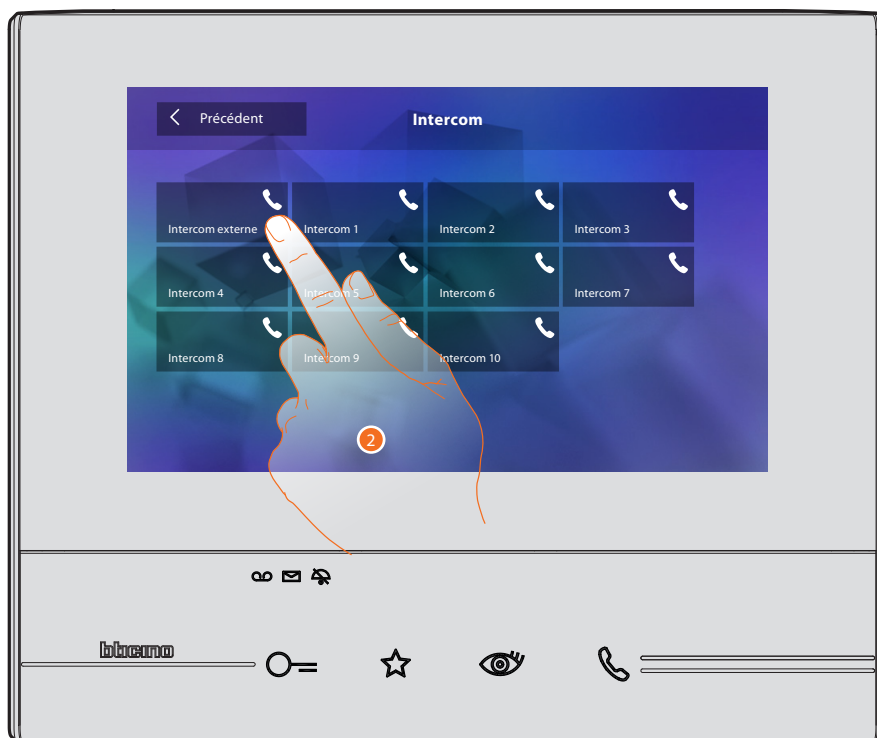 Précédent
Intercom
Intercom externe
Intercom 1
Intercom 2
Intercom 3
Intercom 4
Intercom 5
Intercom 6
Intercom 7
Intercom 8
Intercom 9
Intercom 10
2
bticino